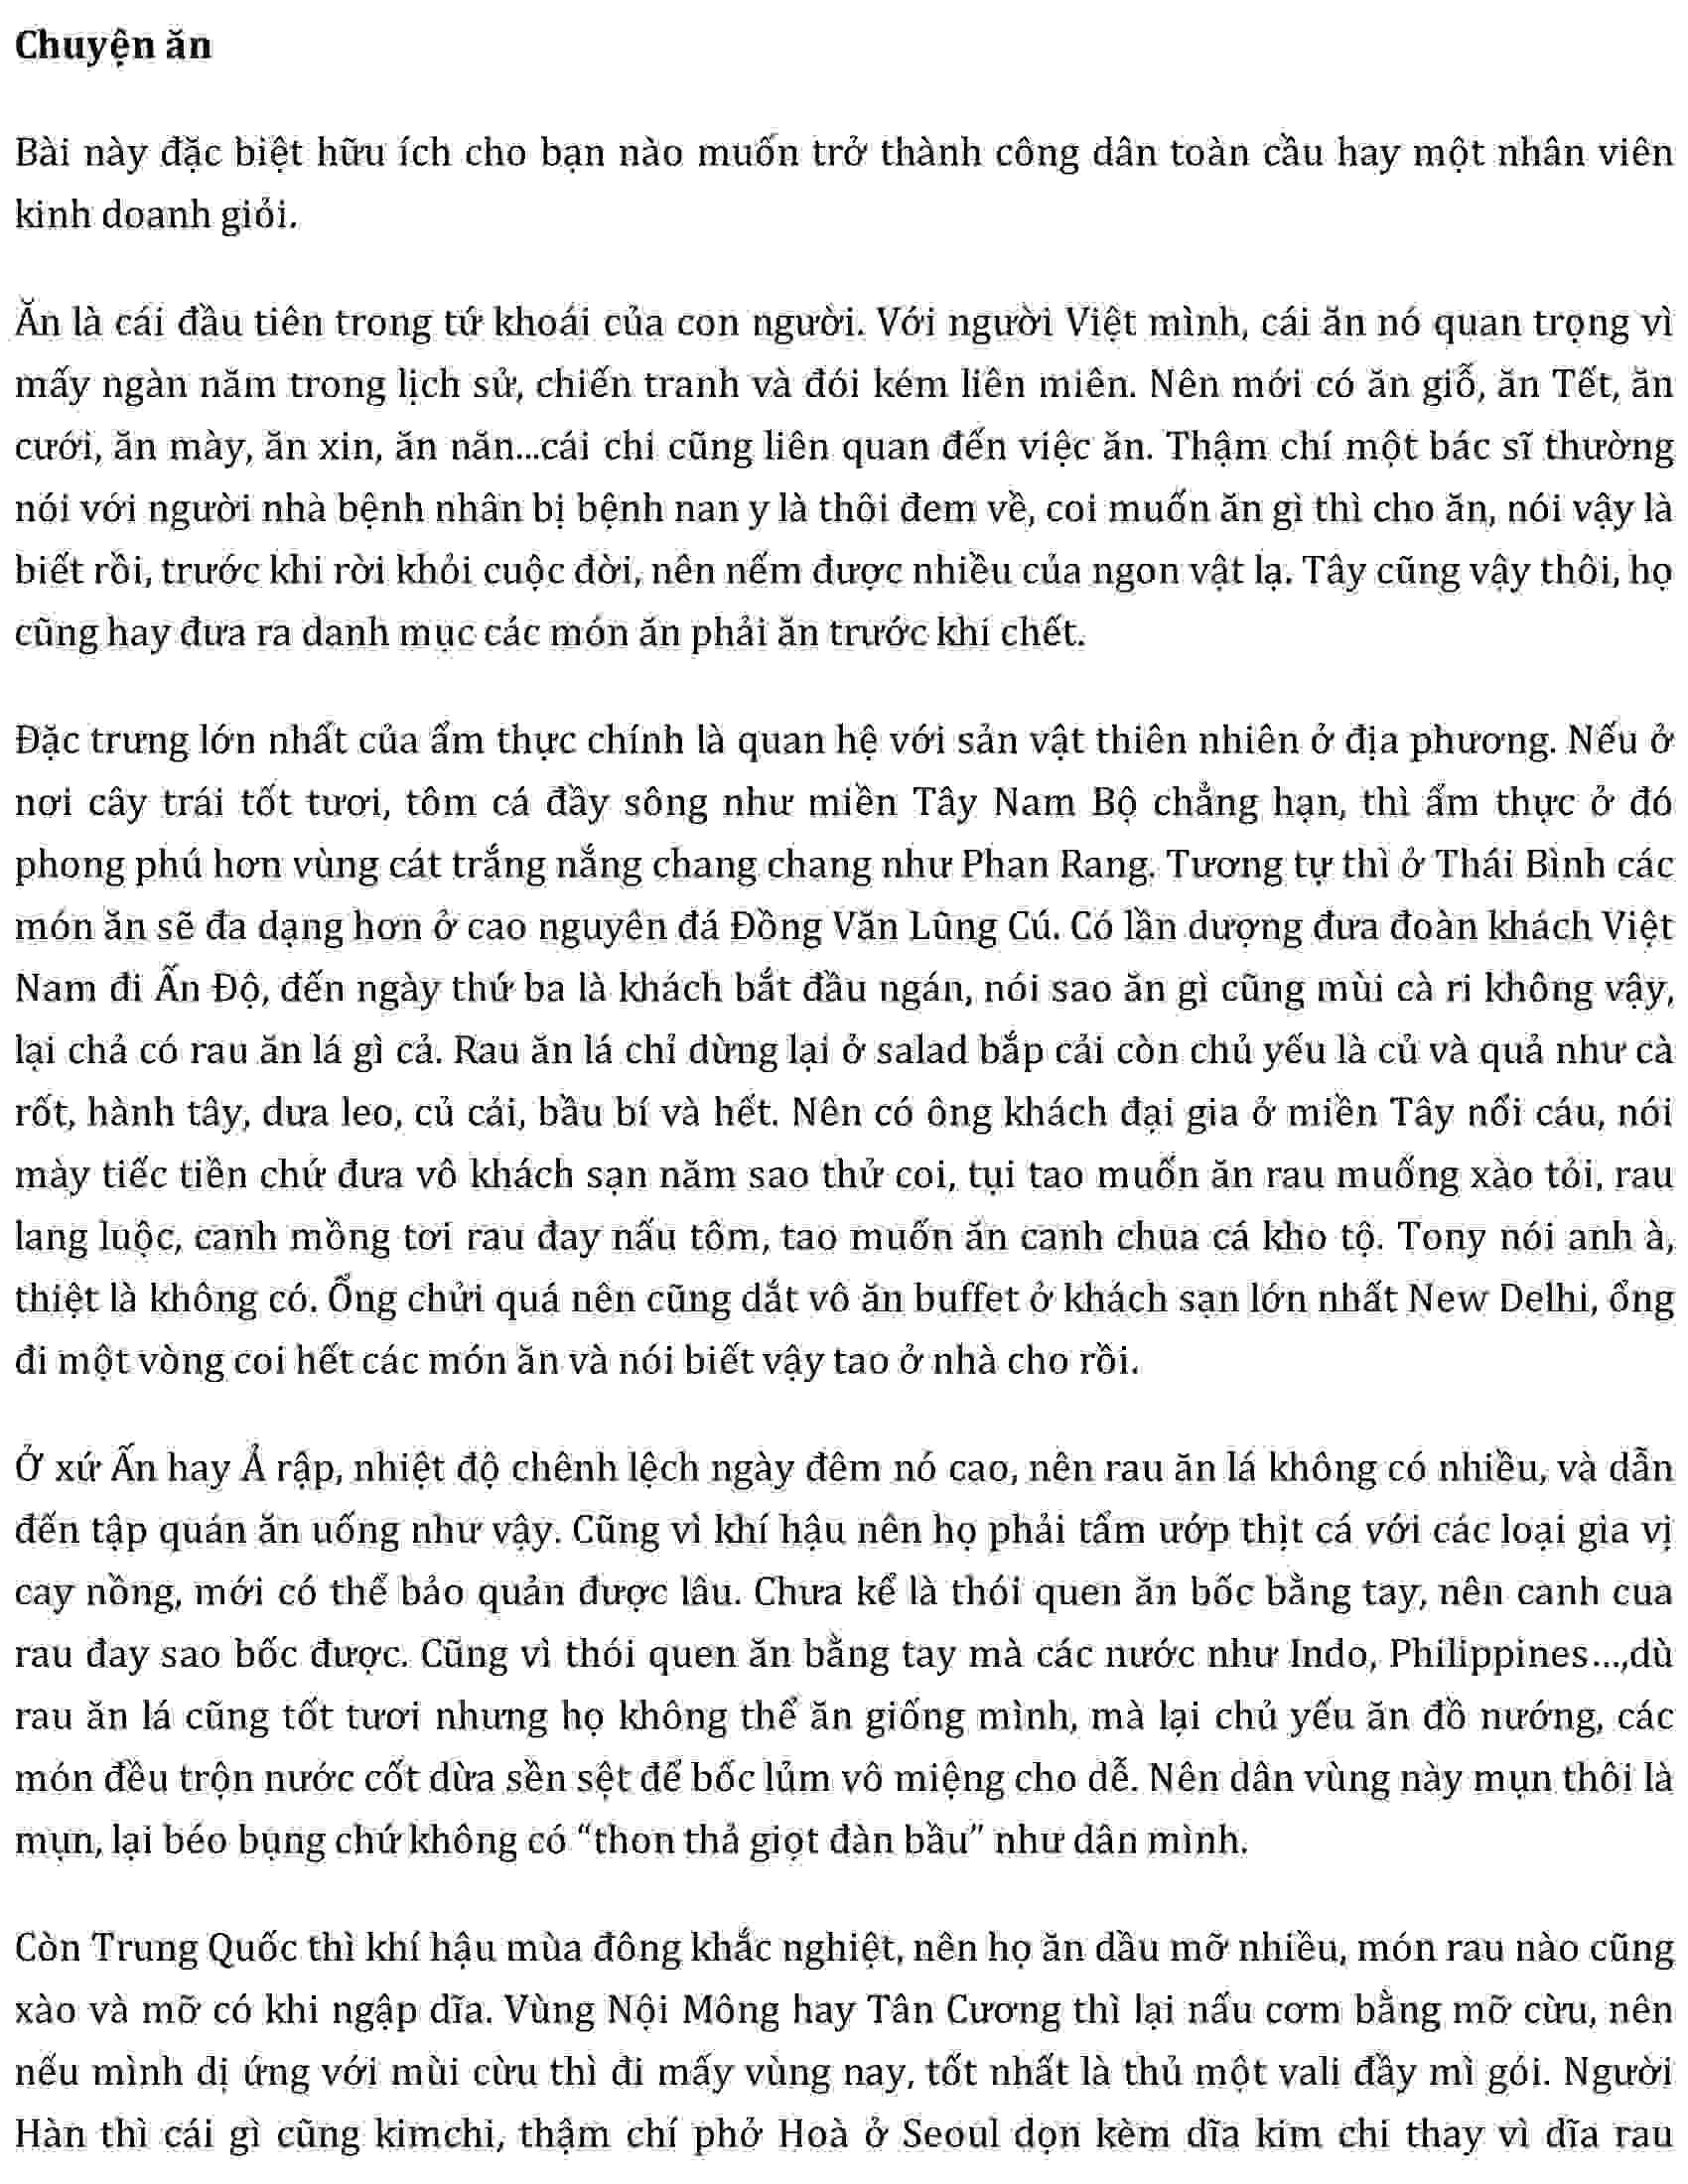 Chuyện ăn
Bài này đặc biệt hữu ích cho bạn nào muốn trở thành công dân toàn cầu hay một nhân viên
kinh doanh giỏi.
Ăn là cái đầu tiên trong tứ khoái của con người. Với người Việt mình, cái ăn nó quan trọng vì
mấy ngàn năm trong lịch sử, chiến tranh và đói kém liên miên. Nên mới có ăn giỗ, ăn Tết, ăn
cưới, ăn mày, ăn xin, ăn năn...cái chi cũng liên quan đến việc ăn. Thậm chí một bác sĩ thường
nói với người nhà bệnh nhân bị bệnh nan y là thôi đem về, coi muốn ăn gì thì cho ăn, nói vậy là
biết rồi, trước khi rời khỏi cuộc đời, nên nếm được nhiều của ngon vật lạ. Tây cũng vậy thôi, họ
cũng hay đưa ra danh mục các món ăn phải ăn trước khi chết.
Đặc trưng lớn nhất của ẩm thực chính là quan hệ với sản vật thiên nhiên ở địa phương. Nếu ở
nơi cây trái tốt tươi, tôm cá đầy sông như miền Tây Nam Bộ chẳng hạn, thì ẩm thực ở đó
phong phú hơn vùng cát trắng nắng chang chang như Phan Rang. Tương tự thì ở Thái Bình các
món ăn sẽ đa dạng hơn ở cao nguyên đá Đồng Văn Lũng Cú. Có lần dượng đưa đoàn khách Việt
Nam đi Ấn Độ, đến ngày thứ ba là khách bắt đầu ngán, nói sao ăn gì cũng mùi cà ri không vậy,
lại chả có rau ăn lá gì cả. Rau ăn lá chỉ dừng lại ở salad bắp cải còn chủ yếu là củ và quả như cà
rốt, hành tây, dưa leo, củ cải, bầu bí và hết. Nên có ông khách đại gia ở miền Tây nổi cáu, nói
mày tiếc tiền chứ đưa vô khách sạn năm sao thử coi, tụi tao muốn ăn rau muống xào tỏi, rau
lang luộc, canh mồng tơi rau đay nấu tôm, tao muốn ăn canh chua cá kho tộ. Tony nói anh à,
thiệt là không có. Ổng chửi quá nên cũng dắt vô ăn buffet ở khách sạn lớn nhất New Delhi, ổng
đi một vòng coi hết các món ăn và nói biết vậy tao ở nhà cho rồi.
Ở xứ Ấn hay Ả rập, nhiệt độ chênh lệch ngày đêm nó cao, nên rau ăn lá không có nhiều, và dẫn
đến tập quán ăn uống như vậy. Cũng vì khí hậu nên họ phải tẩm ướp thịt cá với các loại gia vị
cay nồng, mới có thể bảo quản được lâu. Chưa kể là thói quen ăn bốc bằng tay, nên canh cua
rau đay sao bốc được. Cũng vì thói quen ăn bằng tay mà các nước như Indo, Philippines...,dù
rau ăn lá cũng tốt tươi nhưng họ không thể ăn giống mình, mà lại chủ yếu ăn đồ nướng, các
món đều trộn nước cốt dừa sền sệt để bốc lủm vô miệng cho dễ. Nên dân vùng này mụn thôi là
mụn, lại béo bụng chứ không có “thon thả giọt đàn bầu” như dân mình.
Còn Trung Quốc thì khí hậu mùa đông khắc nghiệt, nên họ ăn dầu mỡ nhiều, món rau nào cũng
xào và mỡ có khi ngập dĩa. Vùng Nội Mông hay Tân Cương thì lại nấu cơm bằng mỡ cừu, nên
nếu mình dị ứng với mùi cừu thì đi mấy vùng nay, tốt nhất là thủ một vali đầy mì gói. Người
Hàn thì cái gì cũng kimchi, thậm chí phở Hoà ở Seoul dọn kèm dĩa kim chi thay vì dĩa rau